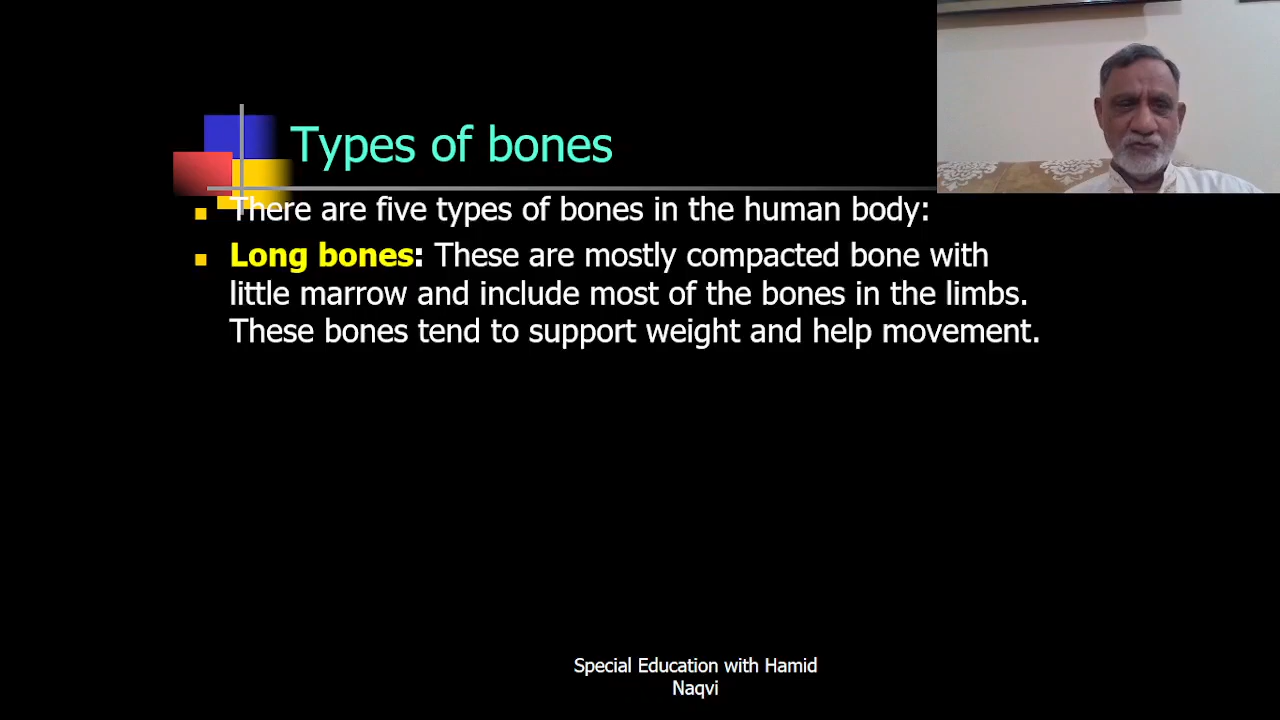 Types of bones
There are five types of bones in the human body:
Long bones: These are mostly compacted bone with
little marrow and include most of the bones in the limbs.
These bones tend to support weight and help movement.
Special Education with Hamid
Naqvi